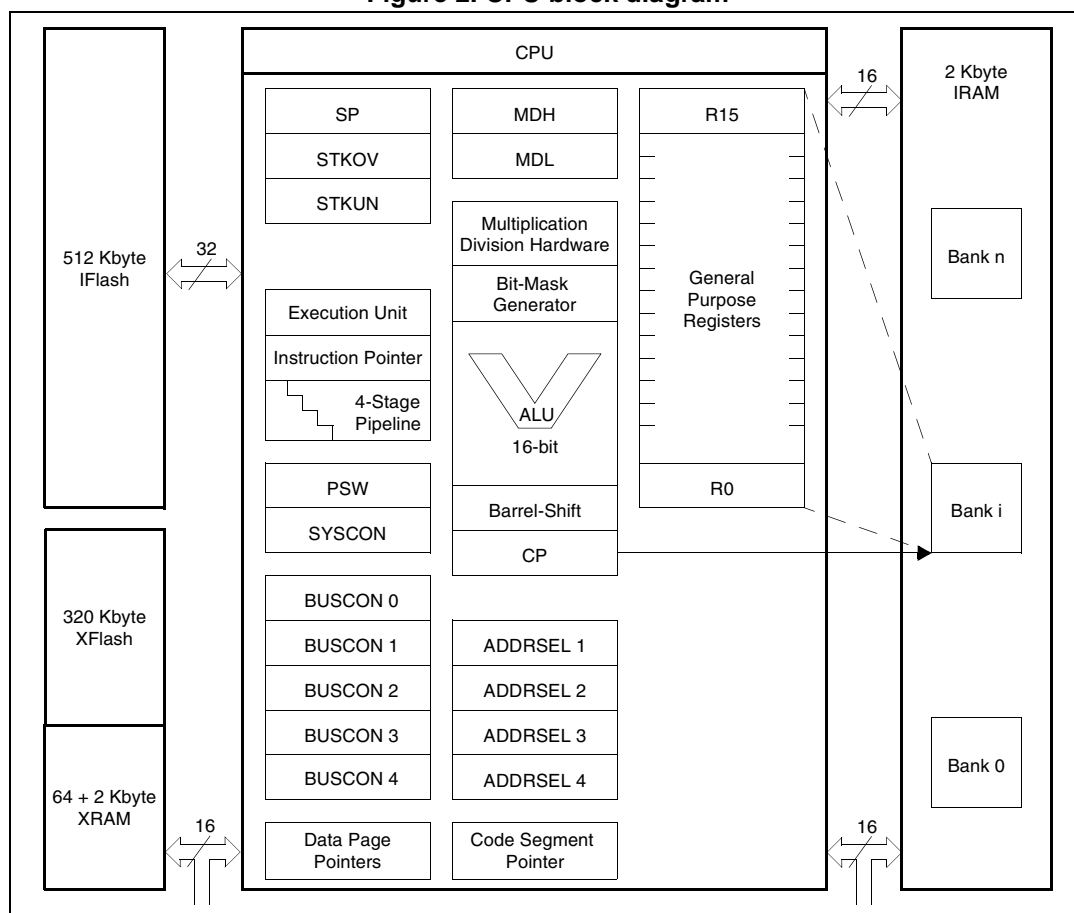 Figure 2. CPU block diagram
512 Kbyte
IFlash
320 Kbyte
XFlash
64 + 2 Kbyte
XRAM
32
16
CPU
SP
STKOV
STKUN
Execution Unit
Instruction Pointer
4-Stage
Pipeline
PSW
SYSCON
BUSCON 0
BUSCON 1
BUSCON 2
BUSCON 3
BUSCON 4
Data Page
Pointers
MDH
MDL
Multiplication
Division Hardware
Bit-Mask
Generator
ALU
16-bit
Barrel-Shift
CP
ADDRSEL 1
ADDRSEL 2
ADDRSEL 3
ADDRSEL 4
Code Segment
Pointer
R15
General
Purpose
Registers
R0
16
16
2 Kbyte
IRAM
Bank n
Bank i
Bank 0